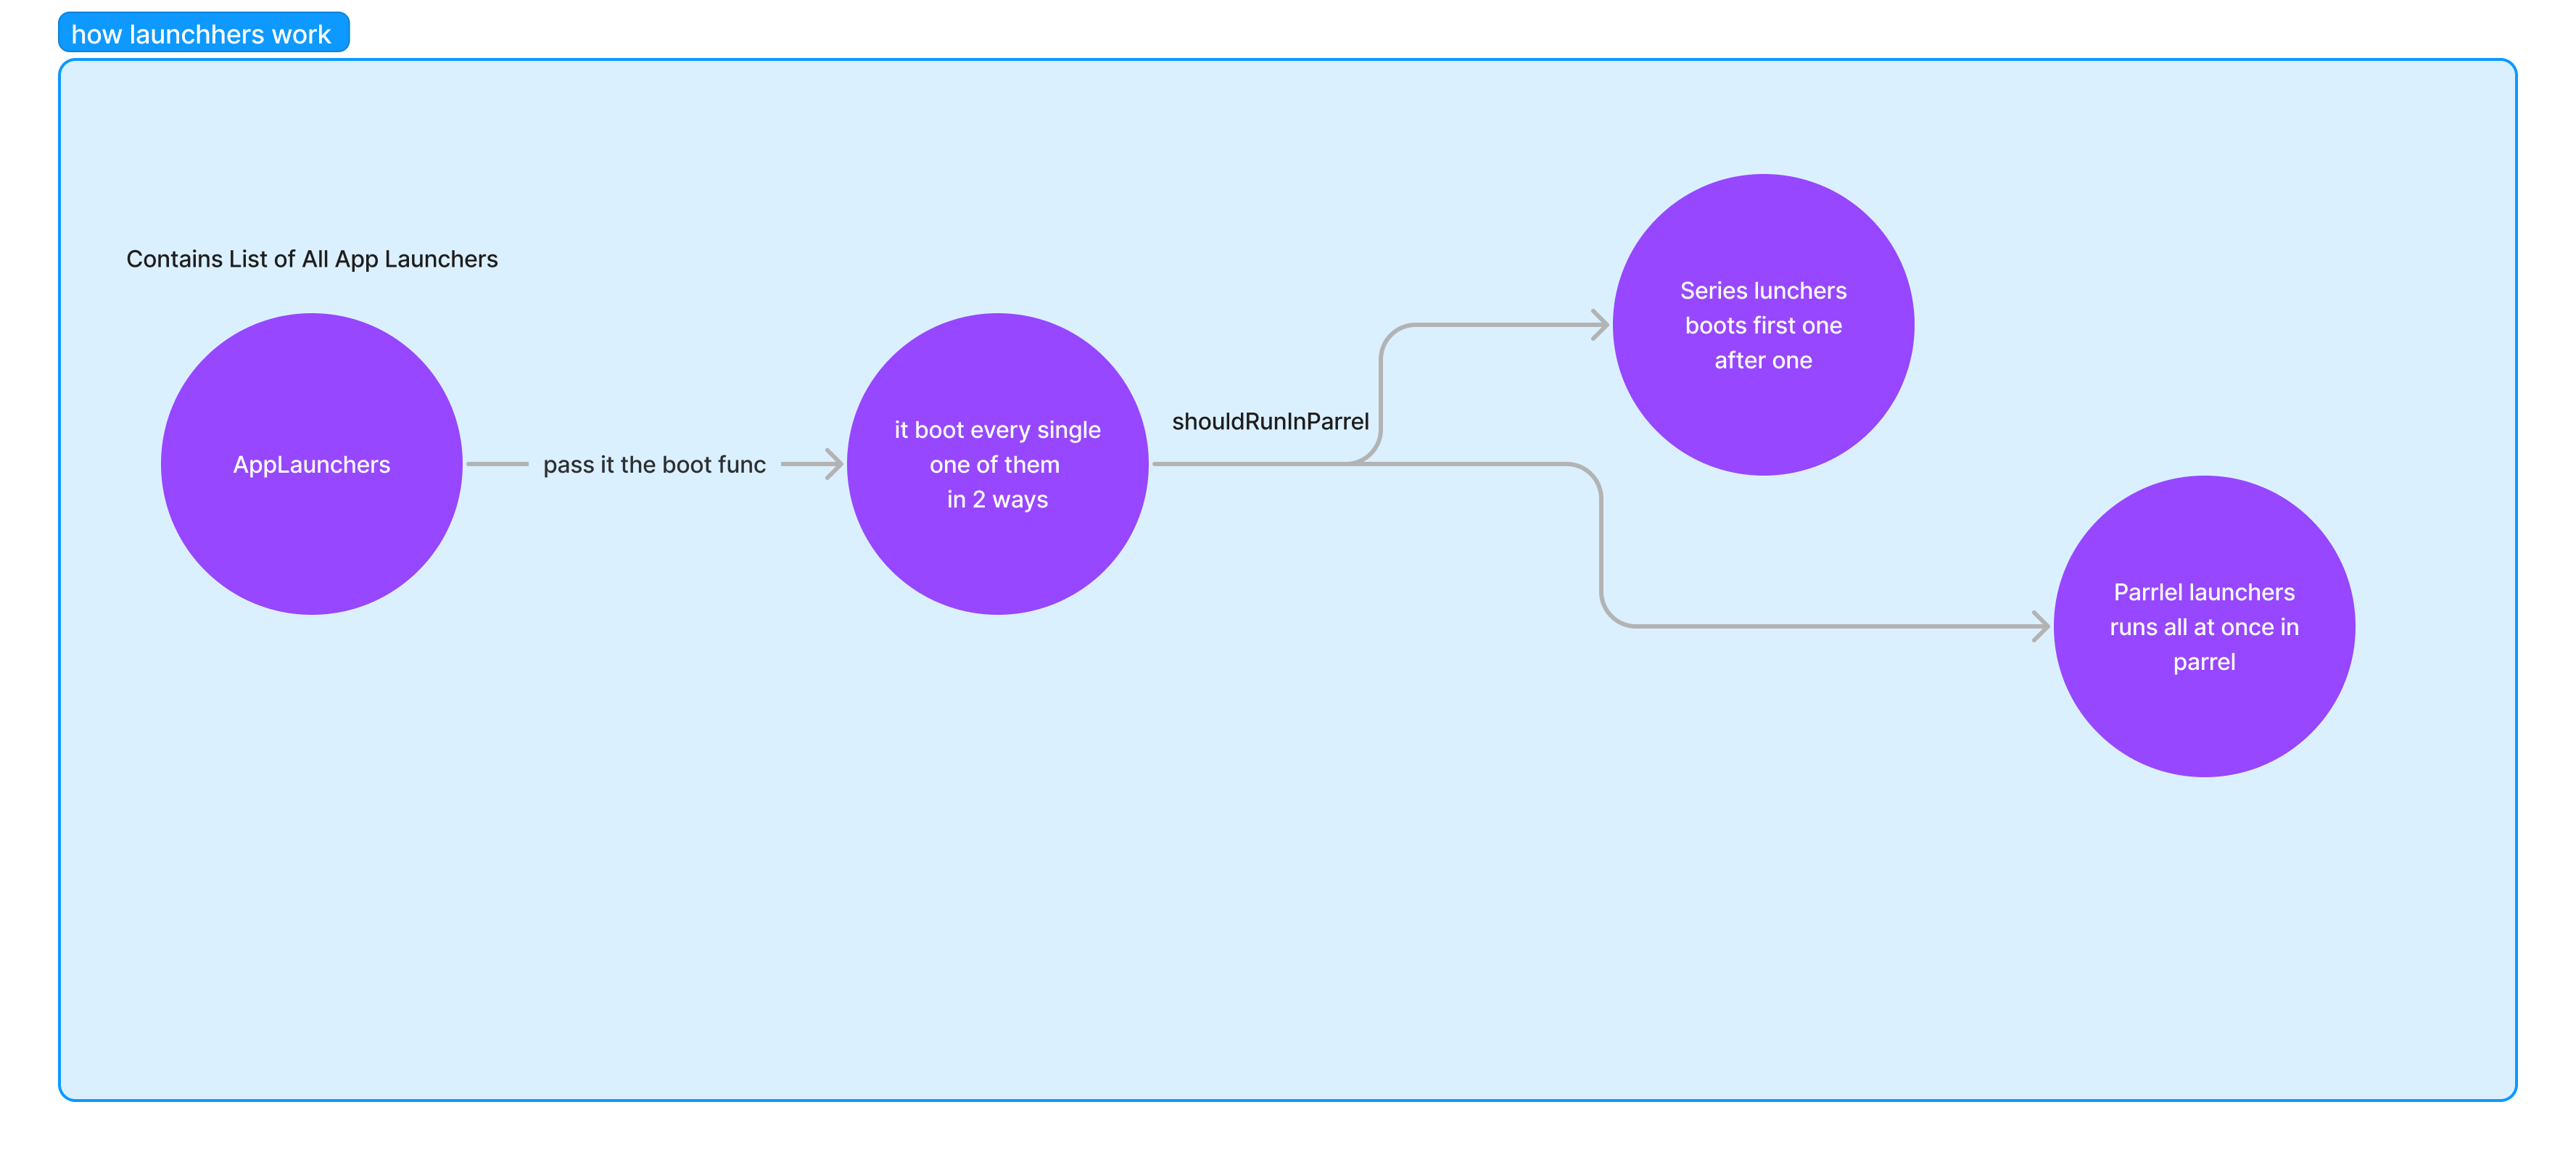 how launchhers work
Contains List of All App Launchers
AppLaunchers
pass it the boot func
it boot every single
one of them
in 2 ways
shouldRunInParrel
Series lunchers
boots first one
after one
Parrlel launchers
runs all at once in
parrel